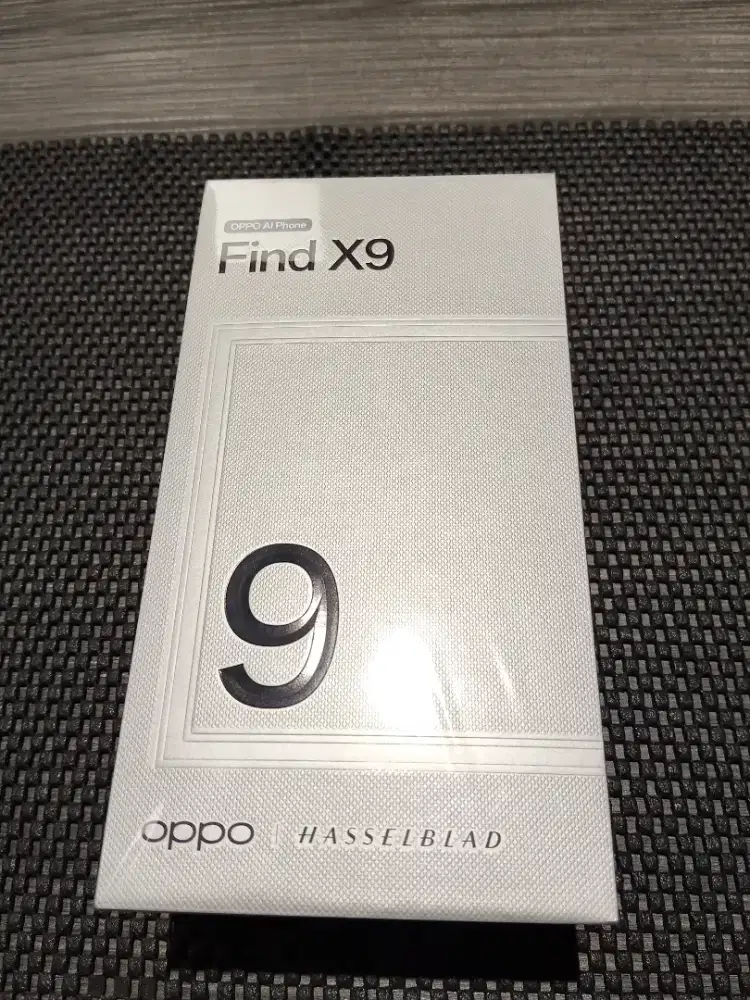 OPPO AI Phone
Find X9
9
oppo | HASSELBLAD